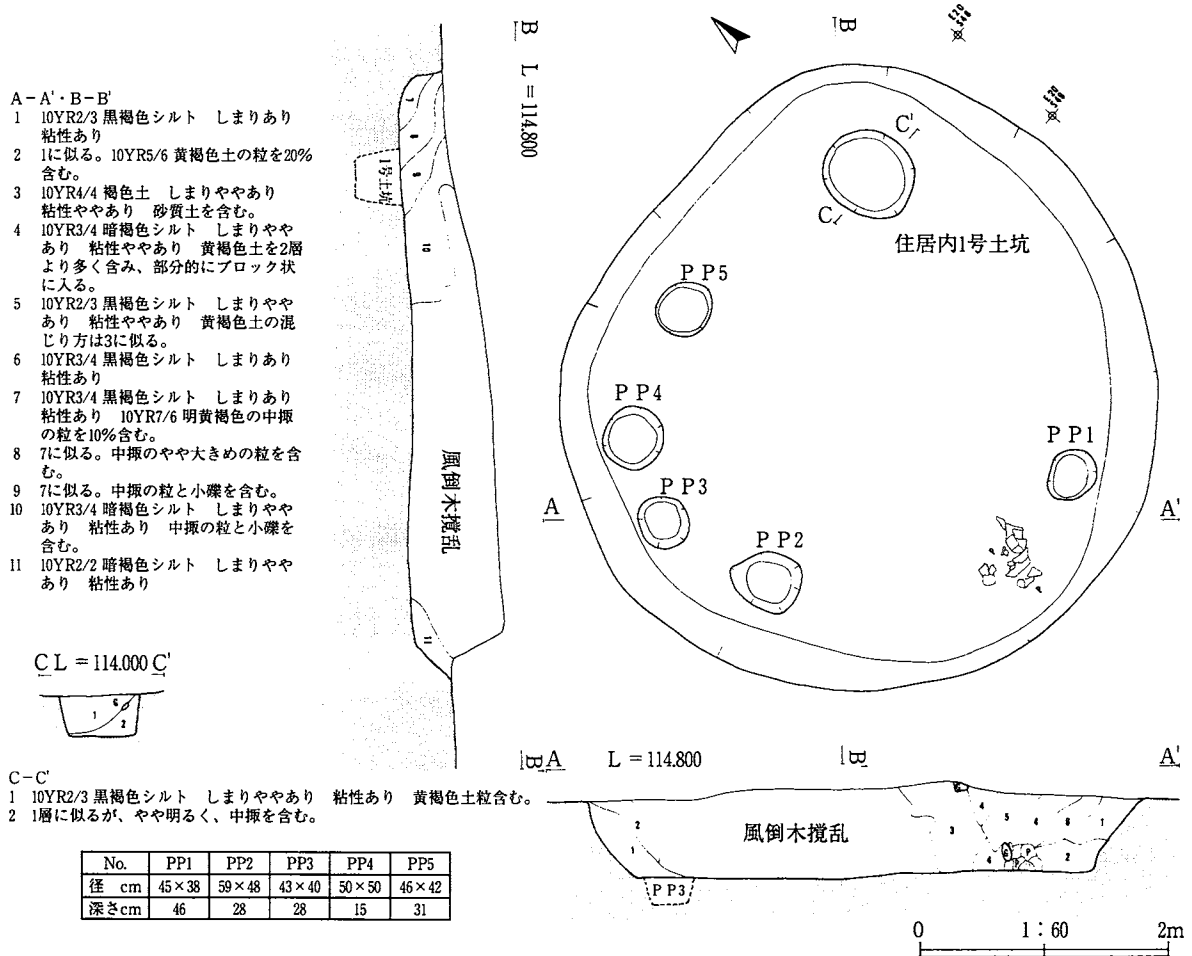 A-A'・B-B'
1 10YR2/3 黒褐色シルト しまりあり
粘性あり
2 1に似る。10YR5/6 黄褐色土の粒を20%
含む。
3 10YR4/4 褐色土 しまりややあり
粘性ややあり 砂質土を含む。
4 10YR3/4 暗褐色シルト しまりやや
あり 粘性ややあり 黄褐色土を2層
より多く含み、部分的にブロック状
に入る。
5 10YR2/3 黒褐色シルト しまりやや
あり 粘性ややあり 黄褐色土の混
じり方は3に似る。
6 10YR3/4 黒褐色シルト しまりあり
粘性あり
7 10YR3/4 黒褐色シルト しまりあり
粘性あり 10YR7/6 明黄褐色の中掫
の粒を10%含む。
8 7に似る。中掫のやや大きめの粒を含
む。
9 7に似る。中掫の粒と小礫を含む。
10 10YR3/4 暗褐色シルト しまりやや
あり 粘性あり 中掫の粒と小礫を
含む。
11 10YR2/2 暗褐色シルト しまりやや
あり 粘性あり
C L=114.000 C'
1
6
2
C-C'
1 10YR2/3 黒褐色シルト しまりややあり 粘性あり 黄褐色土粒含む。
2 1層に似るが、やや明るく、中掫を含む。
No. PP1 PP2 PP3 PP4 PP5
径 cm 45×38 59×48 43×40 50×50 46×42
深さcm 46 28 28 15 31
B L=114.800
1号土坑
10
風倒木撹乱
11
B'
B
C'
C
住居内1号土坑
PP5
PP4
PP3
PP2
PP1
A
A'
A L=114.800 B' A'
2
1
風倒木撹乱
3
4
5
4
6
1
4
2
PP3
0 1:60 2m